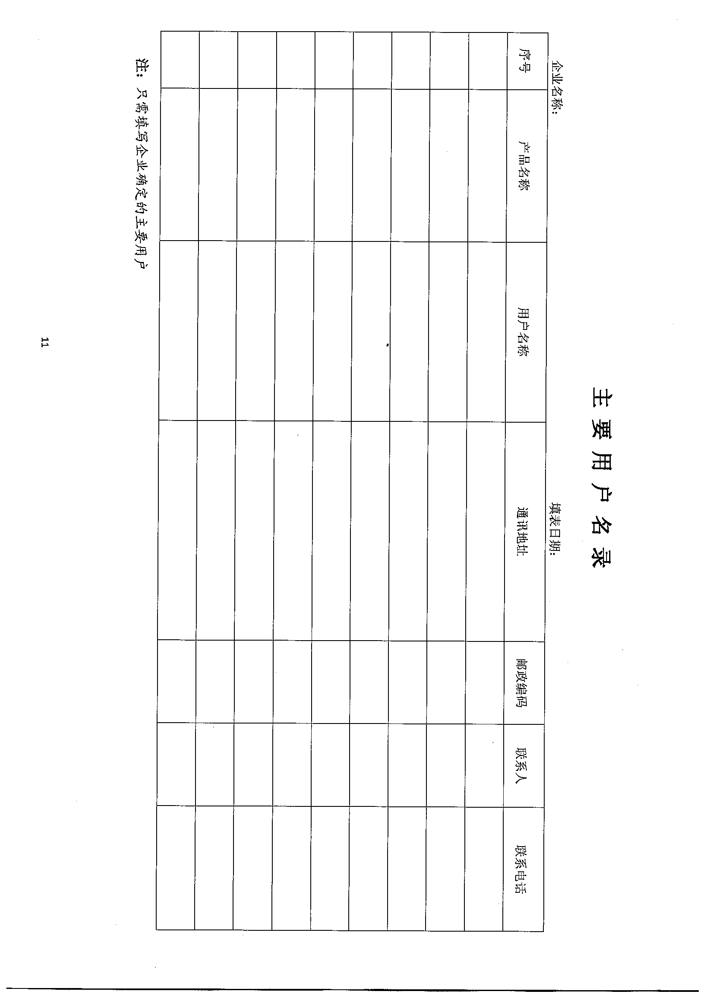 主要用户名录
企业名称: 填表日期:
序号 产品名称 用户名称 通讯地址 邮政编码 联系人 联系电话
注: 只需填写企业确定的主要用户
11